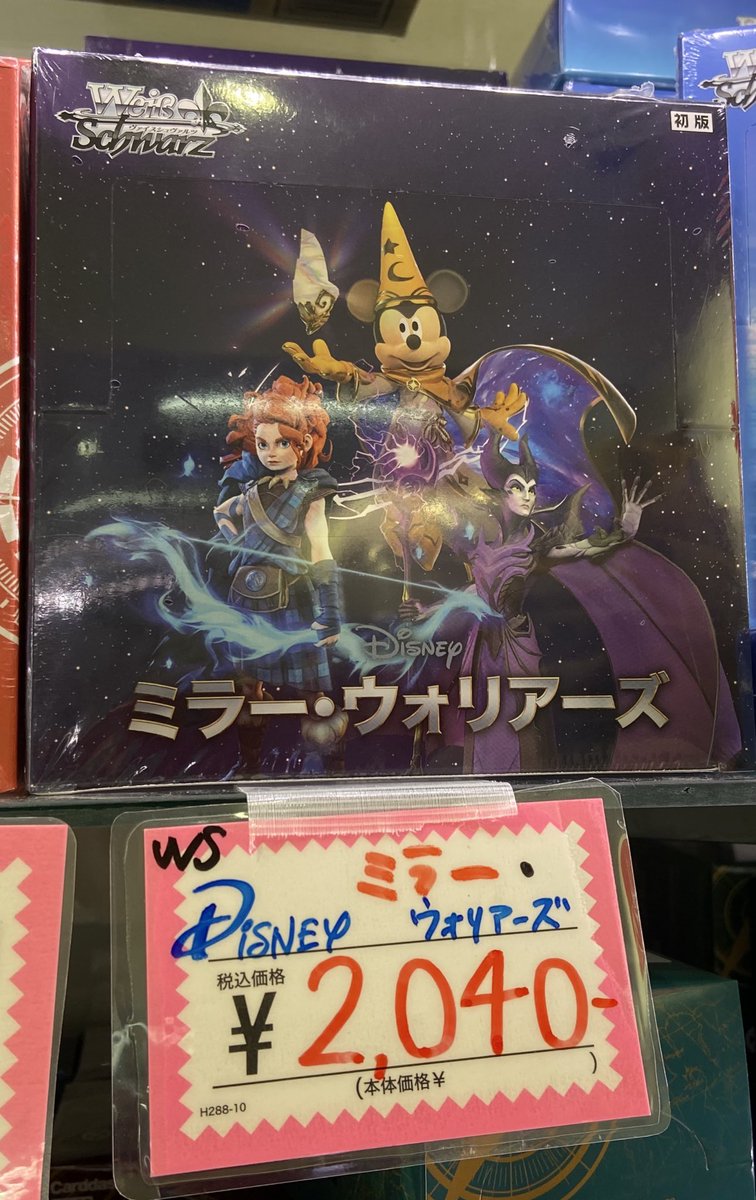 Weiß
ヴァイスシュヴァルツ
Schwarz
初版
Disney
ミラー・ウォリアーズ
WS
ミラー・
DISNEY ウォリアーズ
税込価格
¥2,040-
(本体価格¥ )
H288-10
Carddas